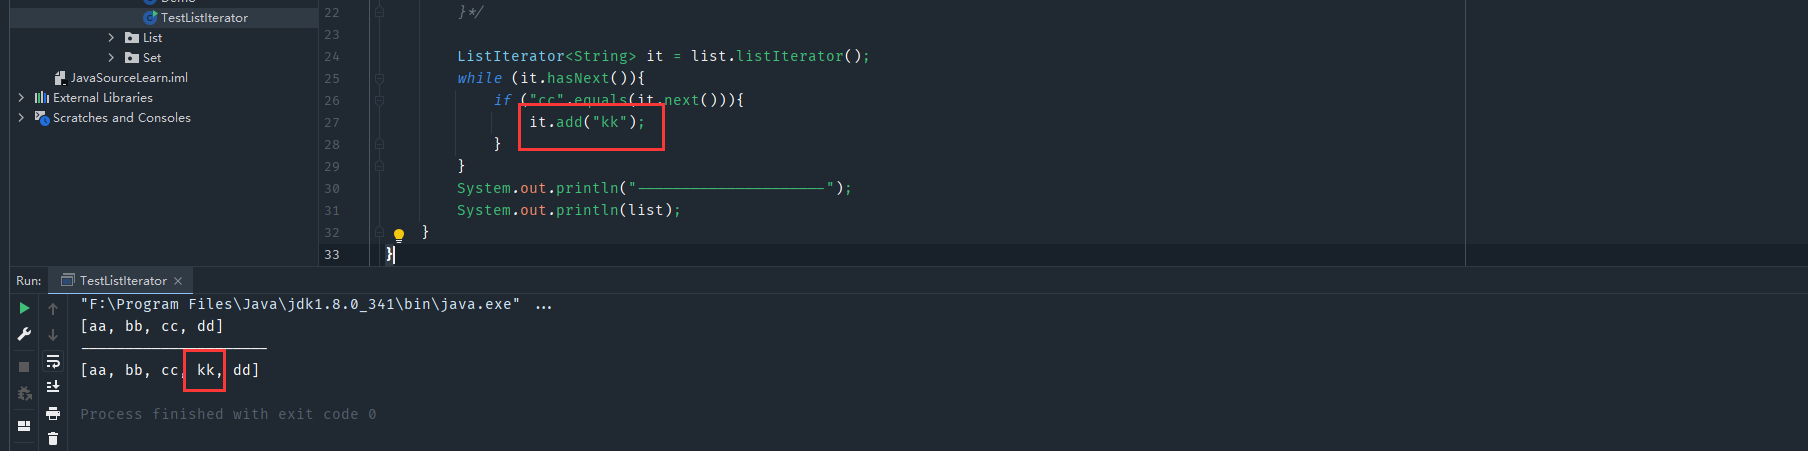 Demo
TestListIterator
List
Set
JavaSourceLearn.iml
External Libraries
Scratches and Consoles
22 }*/
23
24 ListIterator<String> it = list.listIterator();
25 while (it.hasNext()){
26 if ("cc".equals(it.next())){
27 it.add("kk");
28 }
29 }
30 System.out.println("---------------------");
31 System.out.println(list);
32 }
33 }
Run: TestListIterator ×
"F:\Program Files\Java\jdk1.8.0_341\bin\java.exe" ...
[aa, bb, cc, dd]
---------------------
[aa, bb, cc, kk, dd]
Process finished with exit code 0